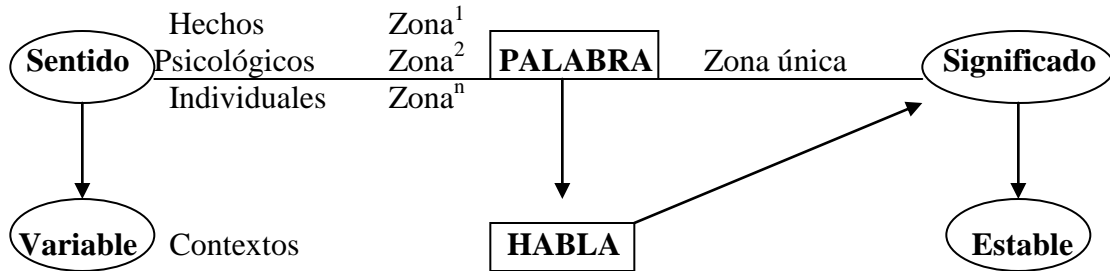 Hechos Zona¹
Sentido Psicológicos Zona² PALABRA Zona única Significado
Individuales Zonaⁿ
Variable Contextos HABLA Estable